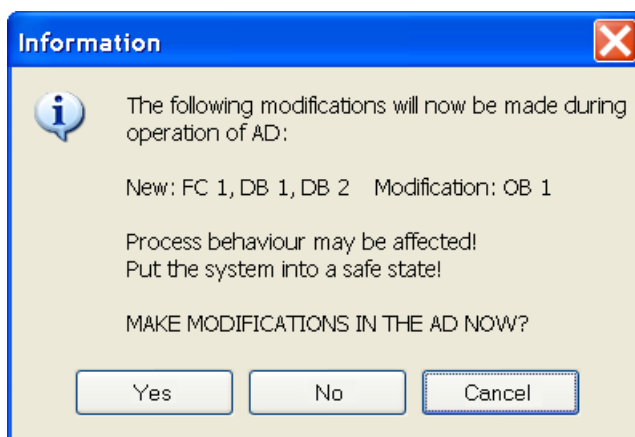 Information
The following modifications will now be made during
operation of AD:
New: FC 1, DB 1, DB 2 Modification: OB 1
Process behaviour may be affected!
Put the system into a safe state!
MAKE MODIFICATIONS IN THE AD NOW?
Yes No Cancel